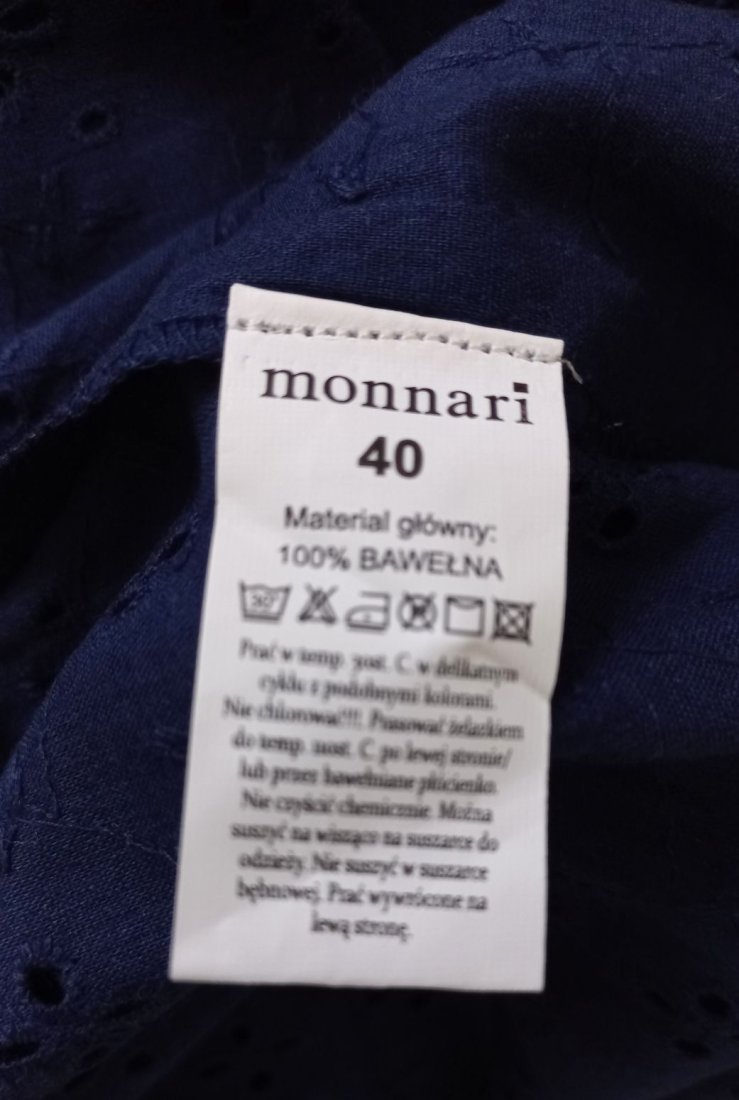 monnari
40
Materiał główny:
100% BAWEŁNA
30°
Prać w temp. 30st. C. w delikatnym
cyklu z podobnymi kolorami.
Nie chlorować!!!. Prasować żelazkiem
do temp. 110st. C. po lewej stronie/
lub przez bawełniane płócienko.
Nie czyścić chemicznie. Można
suszyć na wisząco na suszarce do
odzieży. Nie suszyć w suszarce
bębnowej. Prać wywrócone na
lewą stronę.